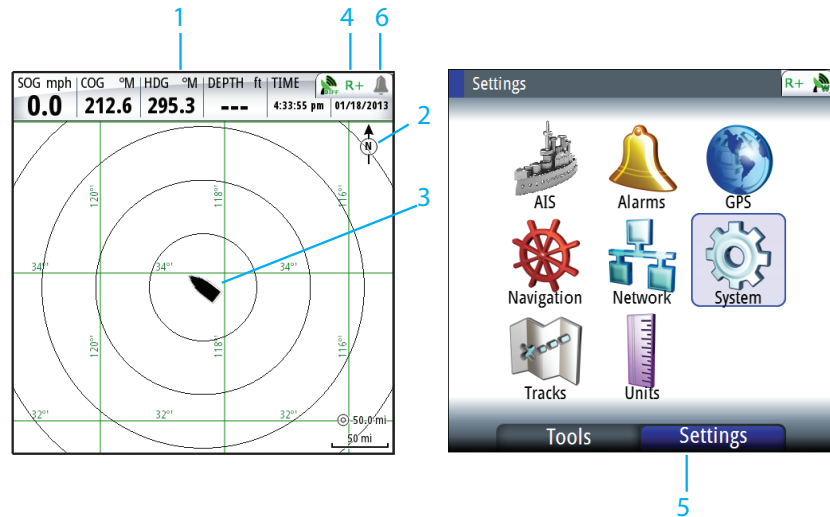 1 4 6
SOG mph COG °M HDG °M DEPTH ft TIME DIFF R+
0.0 212.6 295.3 --- 4:33:55 pm 01/18/2013
2
N
120°' 118°' 116°'
3
34°' 34°' 34°'
120°' 118°' 116°'
32°' 32°' 50.0 mi
50 mi
Settings R+
AIS Alarms GPS
Navigation Network System
Tracks Units
Tools Settings
5